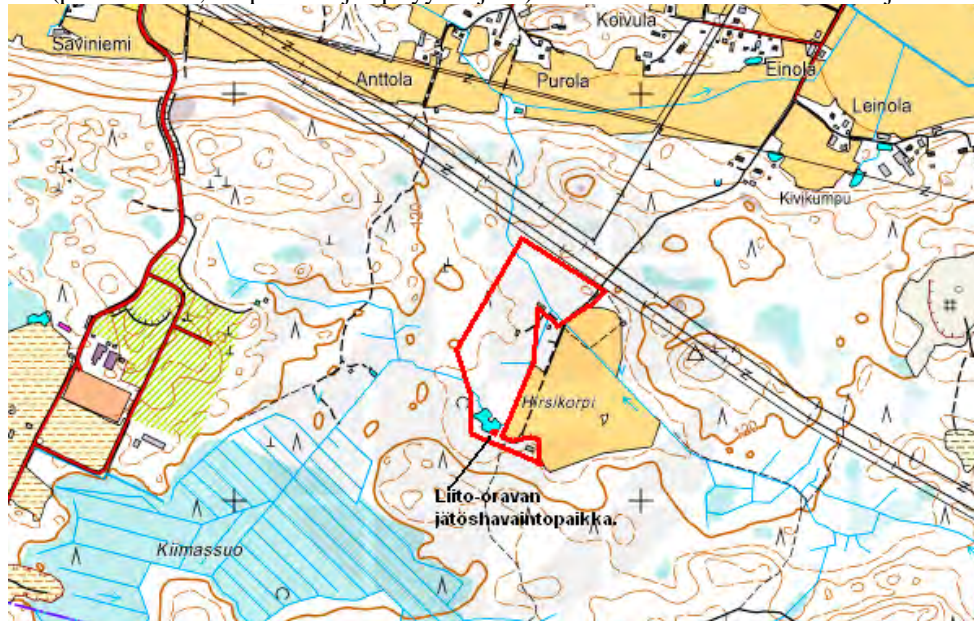 Koivula
Saviniemi
Anttola
Purola
Einola
Leinola
Kivikumpu
120
Hirsikorpi
120
Liito-oravan
jätöshavaintopaikka.
Kiimassuo